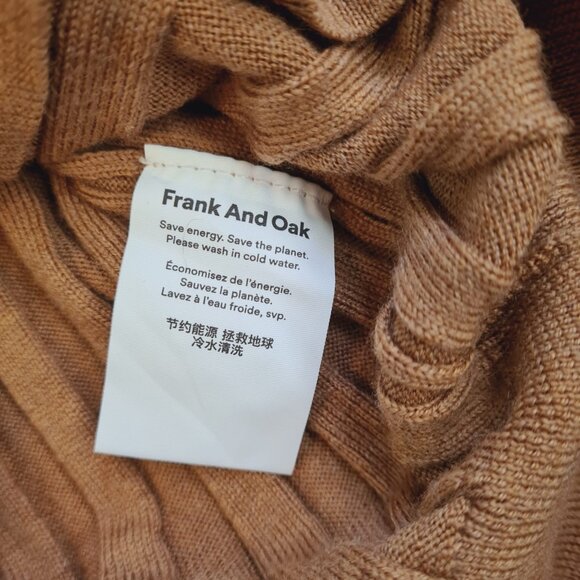 Frank And Oak
Save energy. Save the planet.
Please wash in cold water.
Économisez de l'énergie.
Sauvez la planète.
Lavez à l'eau froide, svp.
节约能源 拯救地球
冷水清洗